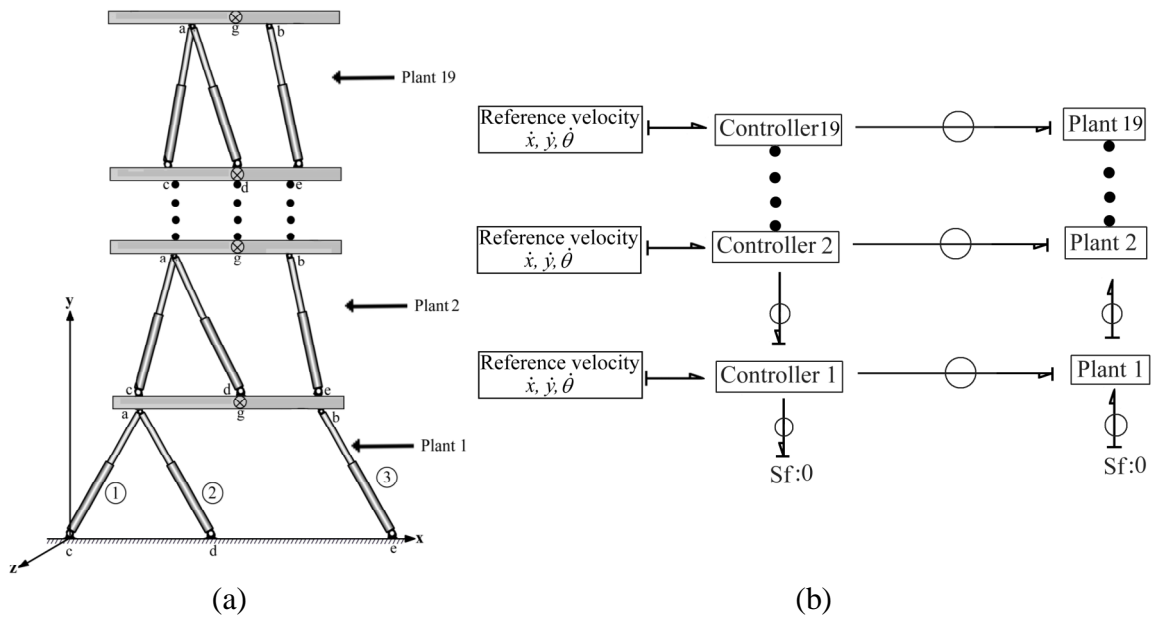 a g b
Plant 19
c d e
a g b
Plant 2
y
c d e
a g b
Plant 1
① ② ③
x
c d e
z
(a)
Reference velocity
ẋ, ẏ, θ̇
Controller19
Plant 19
Reference velocity
ẋ, ẏ, θ̇
Controller 2
Plant 2
Reference velocity
ẋ, ẏ, θ̇
Controller 1
Plant 1
Sf:0
Sf:0
(b)